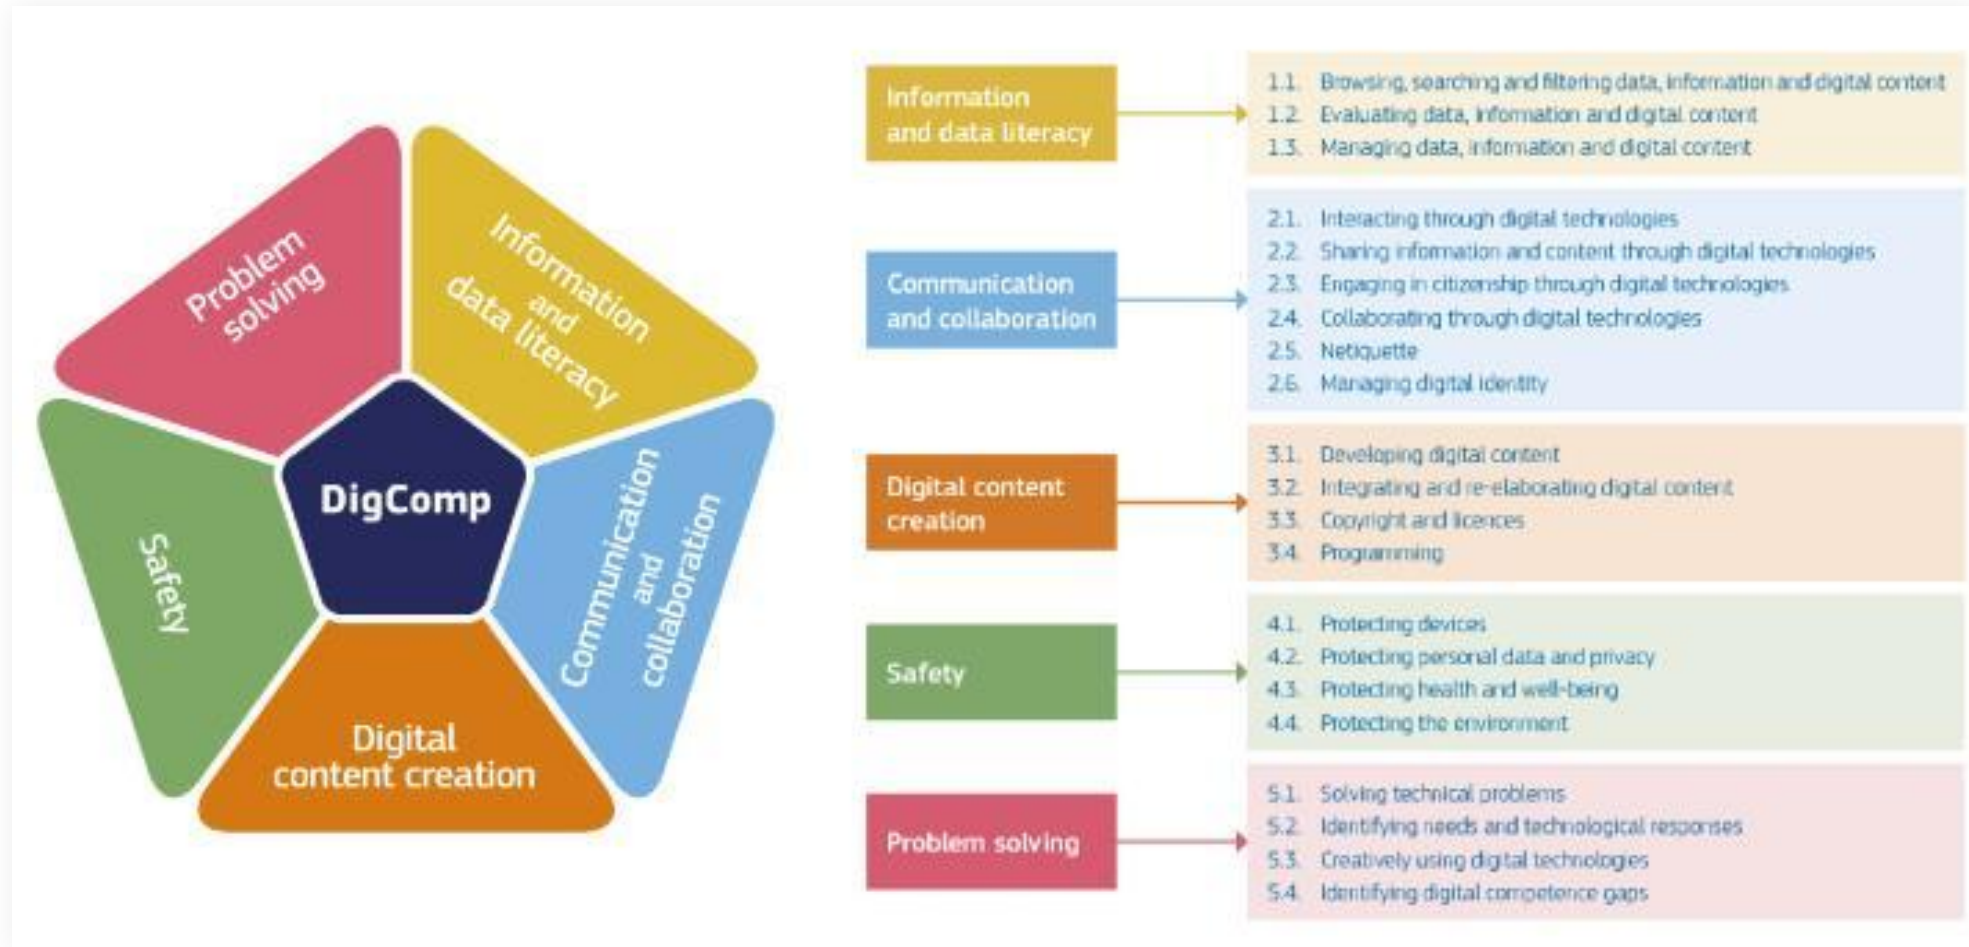 Problem
solving
Information
and
data literacy
DigComp
Safety
Communication
and
collaboration
Digital
content creation
Information
and data literacy
1.1. Browsing, searching and filtering data, information and digital content
1.2. Evaluating data, information and digital content
1.3. Managing data, information and digital content
Communication
and collaboration
2.1. Interacting through digital technologies
2.2. Sharing information and content through digital technologies
2.3. Engaging in citizenship through digital technologies
2.4. Collaborating through digital technologies
2.5. Netiquette
2.6. Managing digital identity
Digital content
creation
3.1. Developing digital content
3.2. Integrating and re-elaborating digital content
3.3. Copyright and licences
3.4. Programming
Safety
4.1. Protecting devices
4.2. Protecting personal data and privacy
4.3. Protecting health and well-being
4.4. Protecting the environment
Problem solving
5.1. Solving technical problems
5.2. Identifying needs and technological responses
5.3. Creatively using digital technologies
5.4. Identifying digital competence gaps